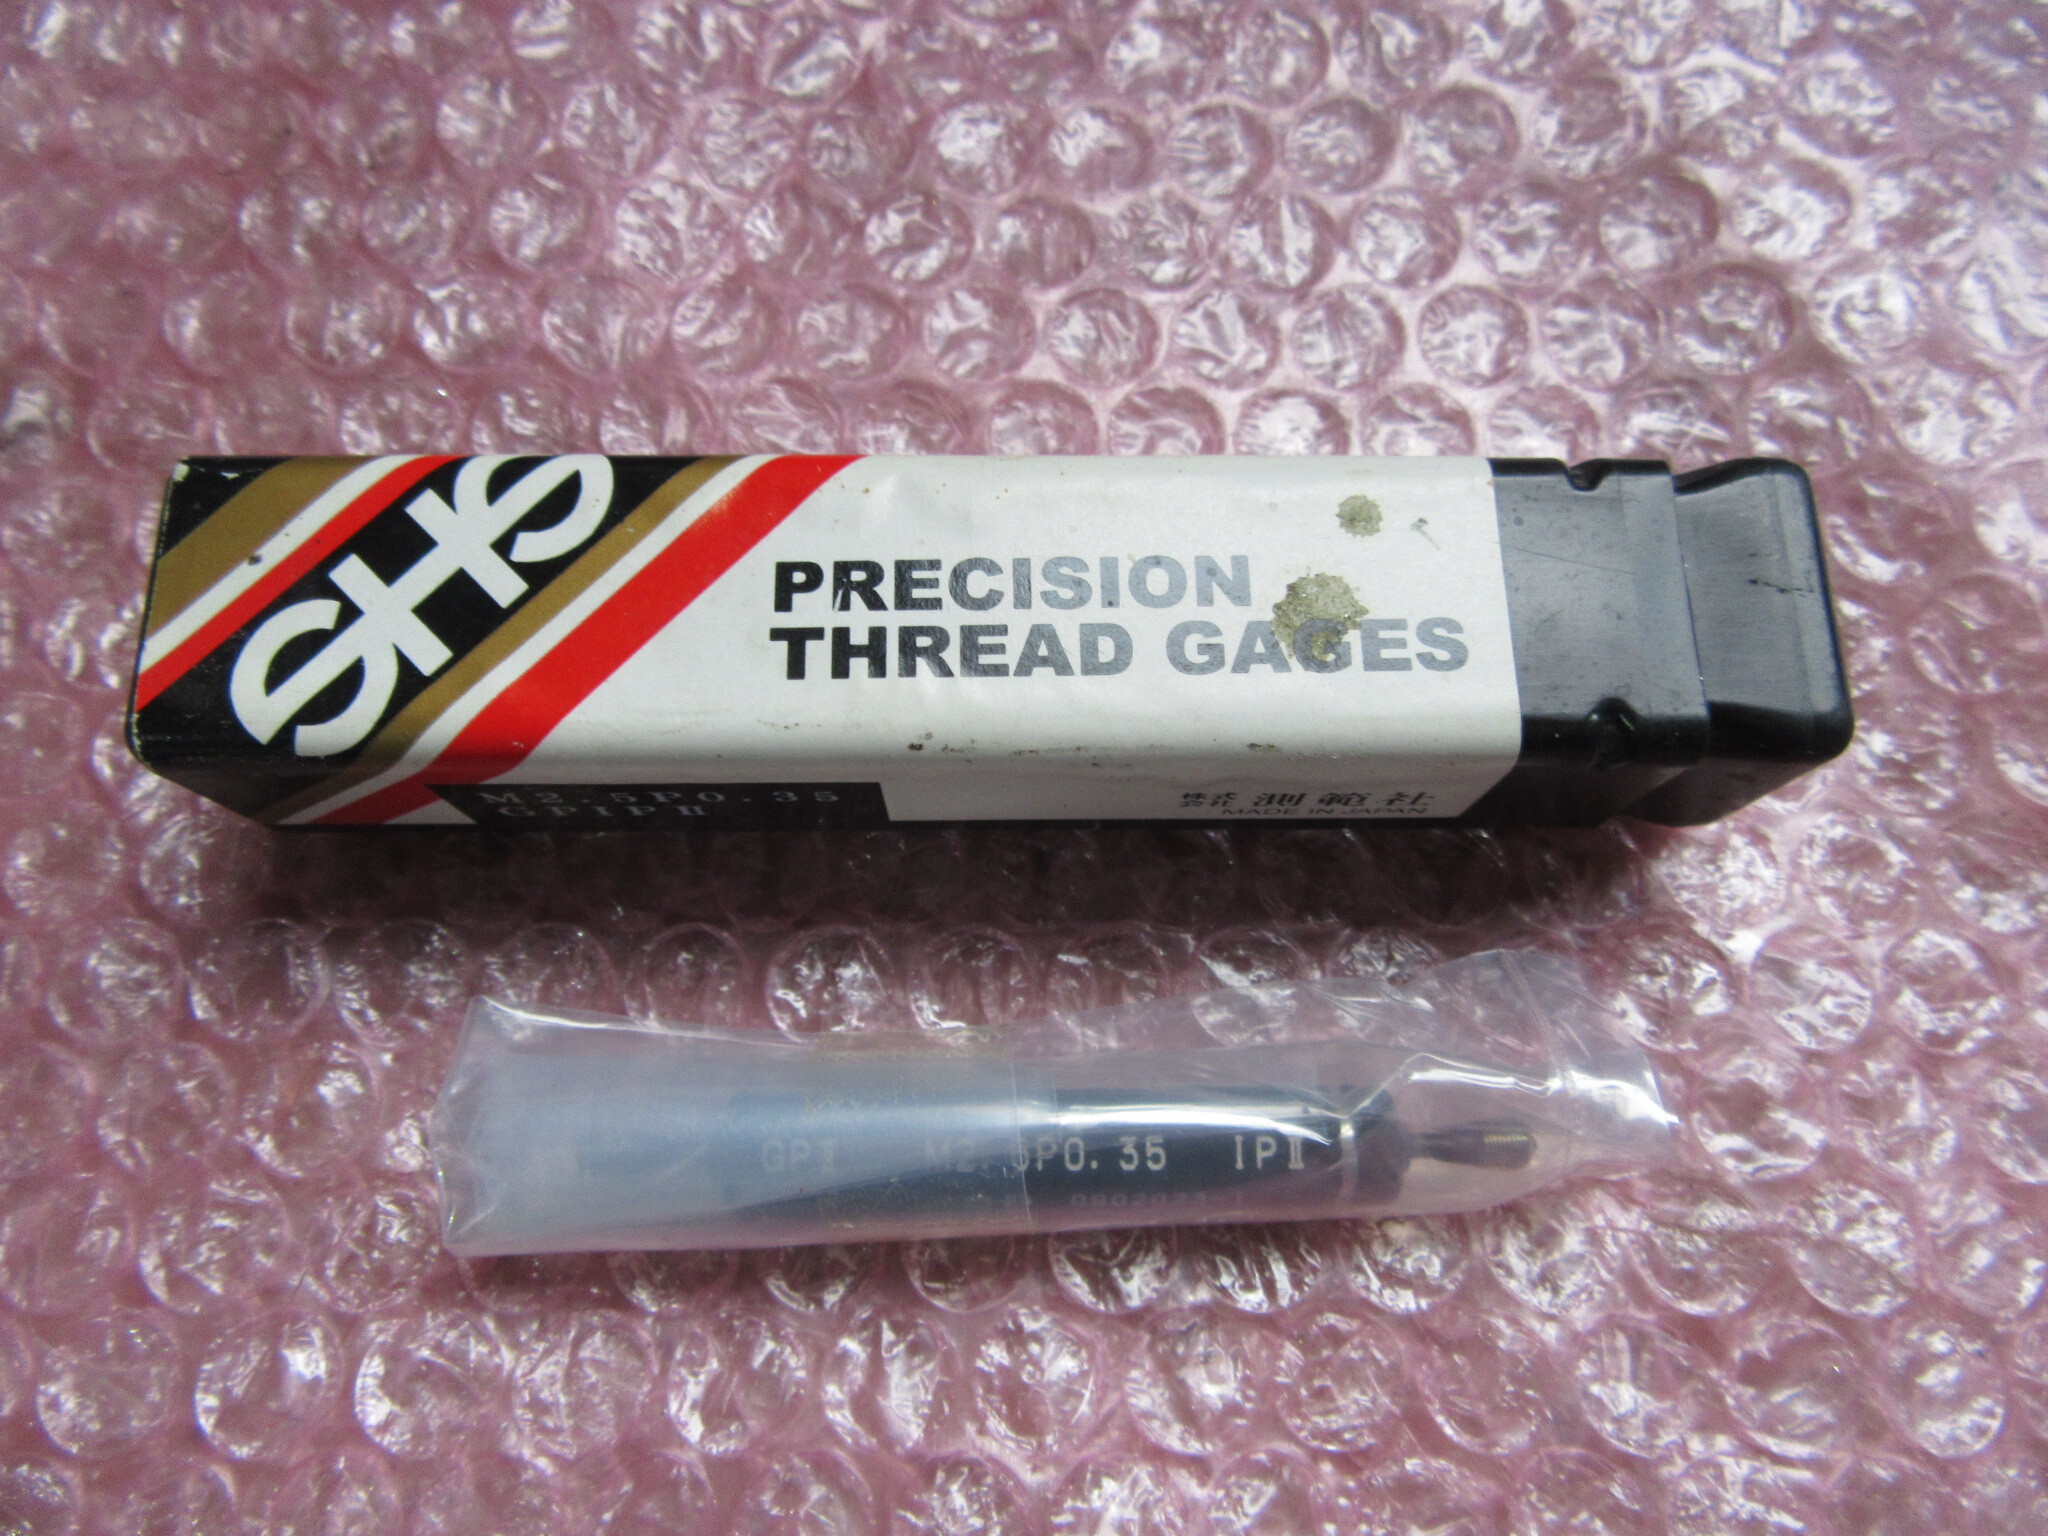 SHS
PRECISION
THREAD GAGES
M2.5P0.35
GPIPⅡ
株式会社 測範社
MADE IN JAPAN
M2.5P0.35 IPⅡ